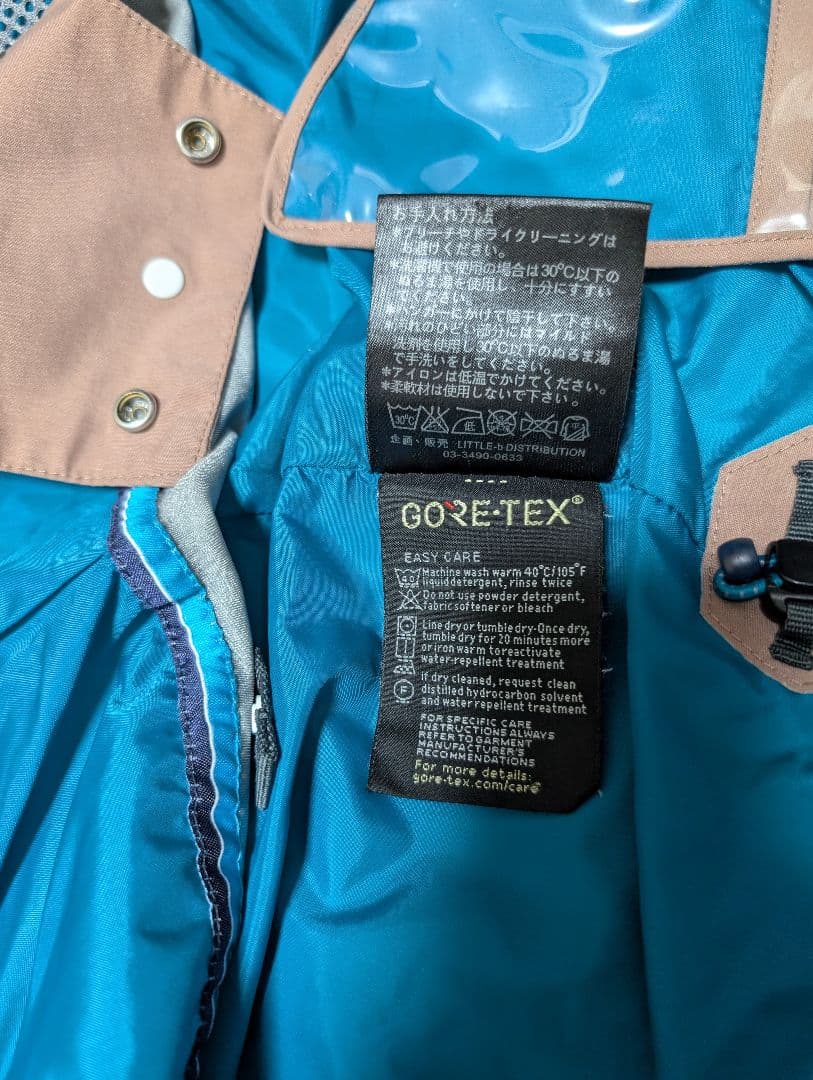 お手入れ方法
*ブリーチやドライクリーニングは
お避けください。
*洗濯機で使用の場合は30℃以下の
ぬるま湯を使用し 十分にすすい
でください。
*ハンガーにかけて陰干して下さい。
*汚れのひどい部分にはマイルド
洗剤を使用し30℃以下のぬるま湯
で手洗いをしてください。
*アイロンは低温でかけてください。
*柔軟材は使用しないで下さい。
30℃ 低
企画、販売 LITTLE-b DISTRIBUTION
03-3490-0633
GORE-TEX®
EASY CARE
Machine wash warm 40°C/105°F
liquid detergent, rinse twice
Do not use powder detergent,
fabric softener or bleach
Line dry or tumble dry-Once dry,
tumble dry for 20 minutes more
or iron warm to reactivate
water-repellent treatment
if dry cleaned, request clean
distilled hydrocarbon solvent
and water repellent treatment
FOR SPECIFIC CARE
INSTRUCTIONS ALWAYS
REFER TO GARMENT
MANUFACTURER'S
RECOMMENDATIONS
For more details:
gore-tex.com/care